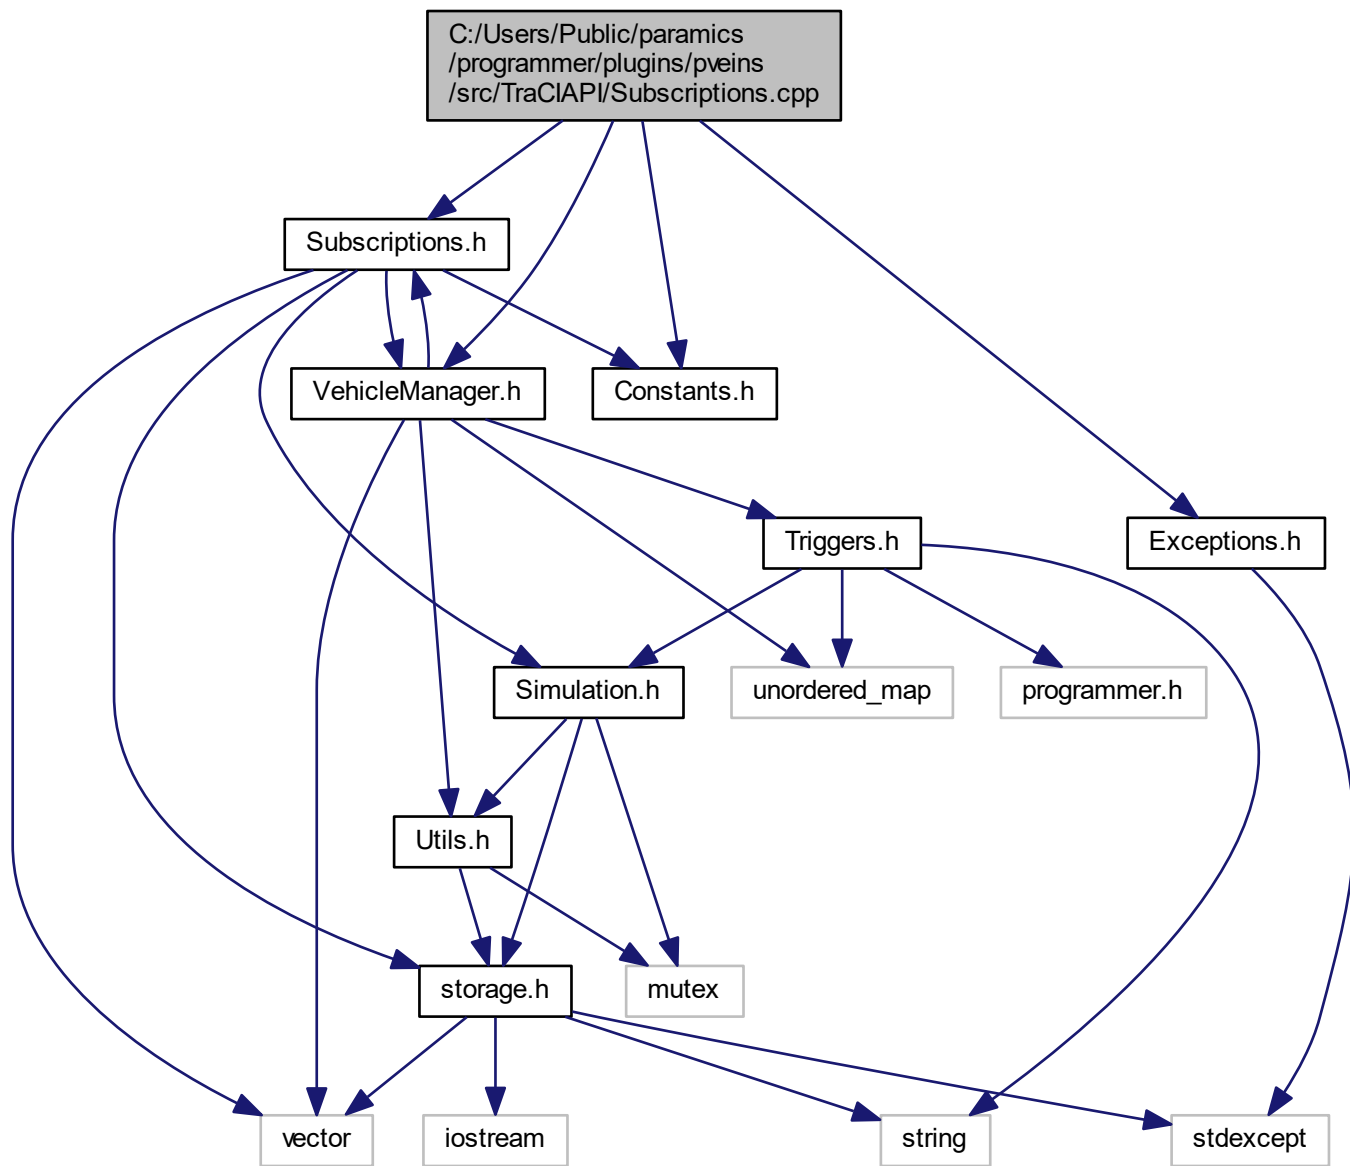 C:/Users/Public/paramics
/programmer/plugins/pveins
/src/TraCIAPI/Subscriptions.cpp
Subscriptions.h
VehicleManager.h
Constants.h
Triggers.h
Exceptions.h
Simulation.h
unordered_map
programmer.h
Utils.h
storage.h
mutex
vector
iostream
string
stdexcept